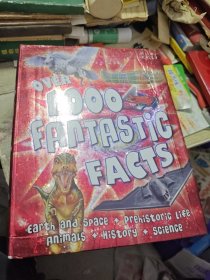 OVER
1000
FANTASTIC
FACTS
Earth and Space + Prehistoric Life
Animals + History + Science